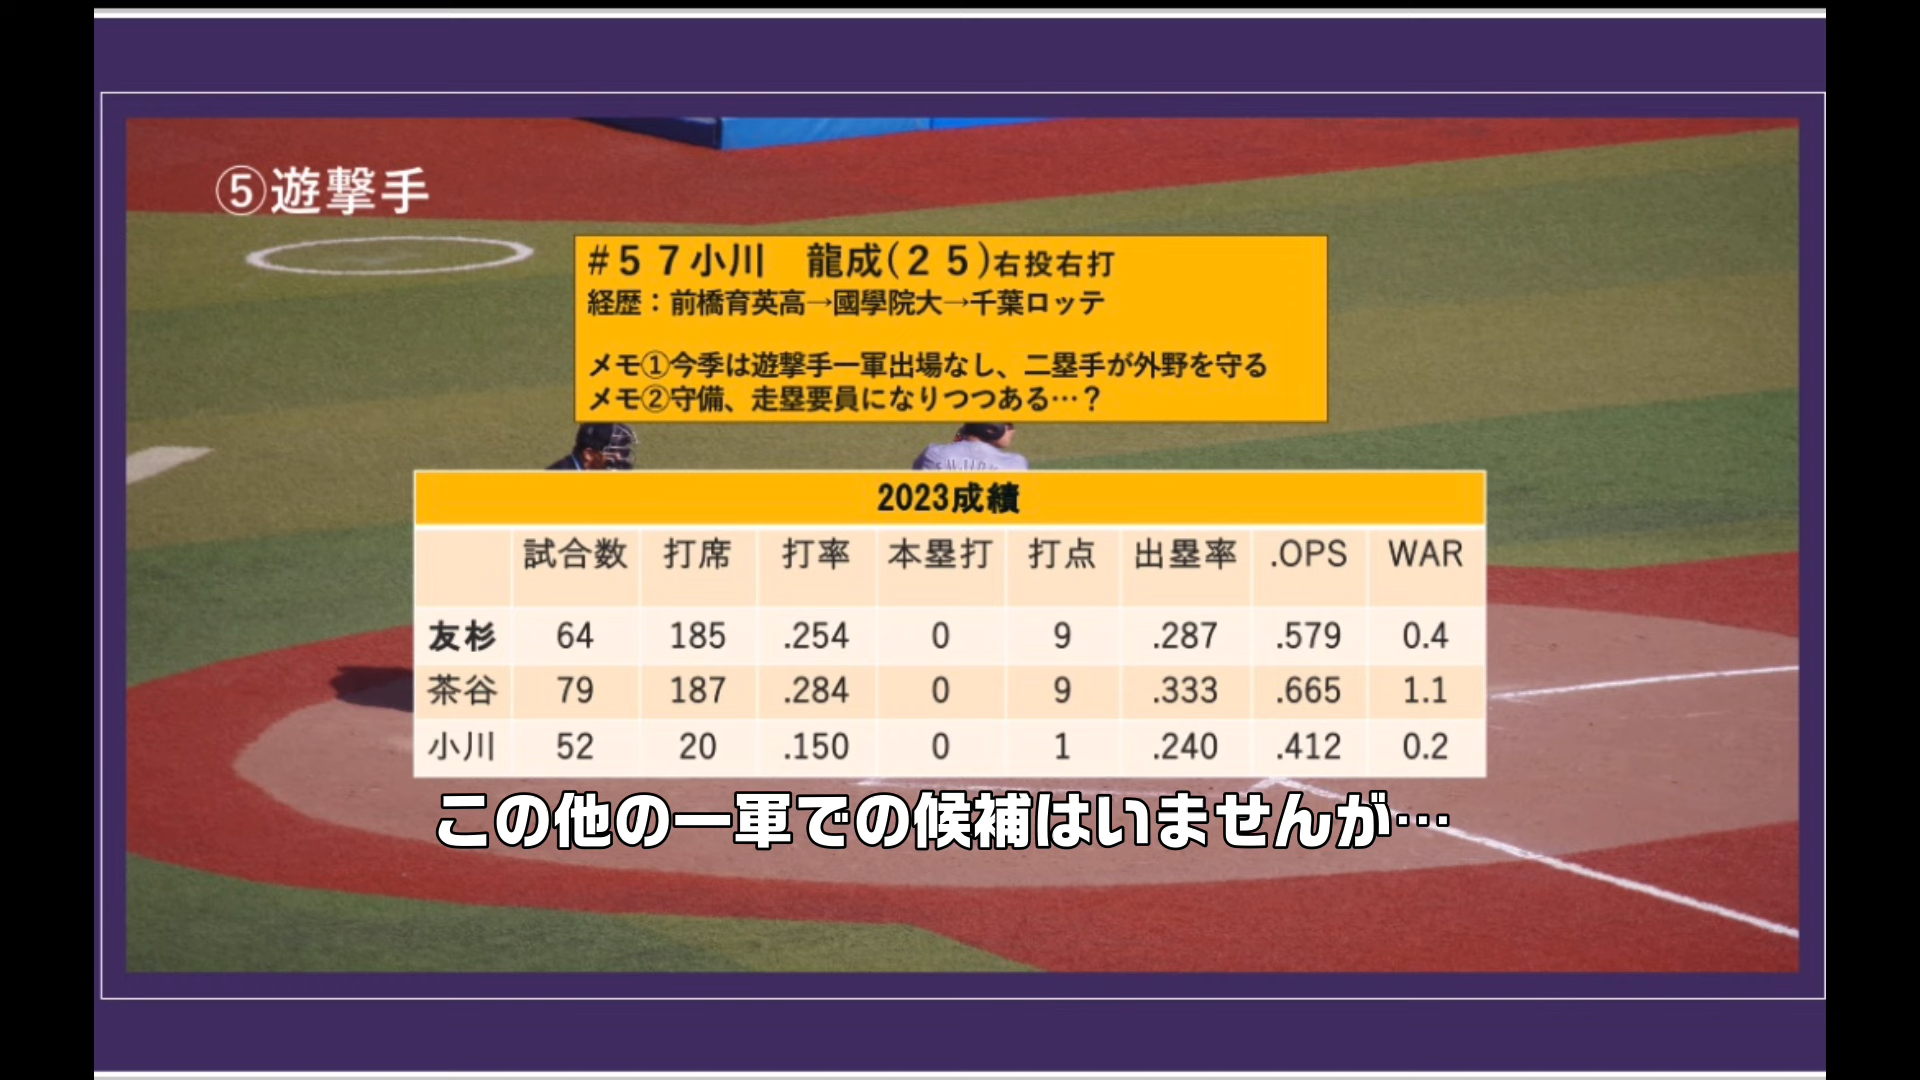 ⑤遊撃手
#５７小川　龍成(２５)右投右打
経歴：前橋育英高→國學院大→千葉ロッテ
メモ①今季は遊撃手一軍出場なし、二塁手が外野を守る
メモ②守備、走塁要員になりつつある…？
2023成績
試合数 打席 打率 本塁打 打点 出塁率 .OPS WAR
友杉 64 185 .254 0 9 .287 .579 0.4
茶谷 79 187 .284 0 9 .333 .665 1.1
小川 52 20 .150 0 1 .240 .412 0.2
この他の一軍での候補はいませんが…